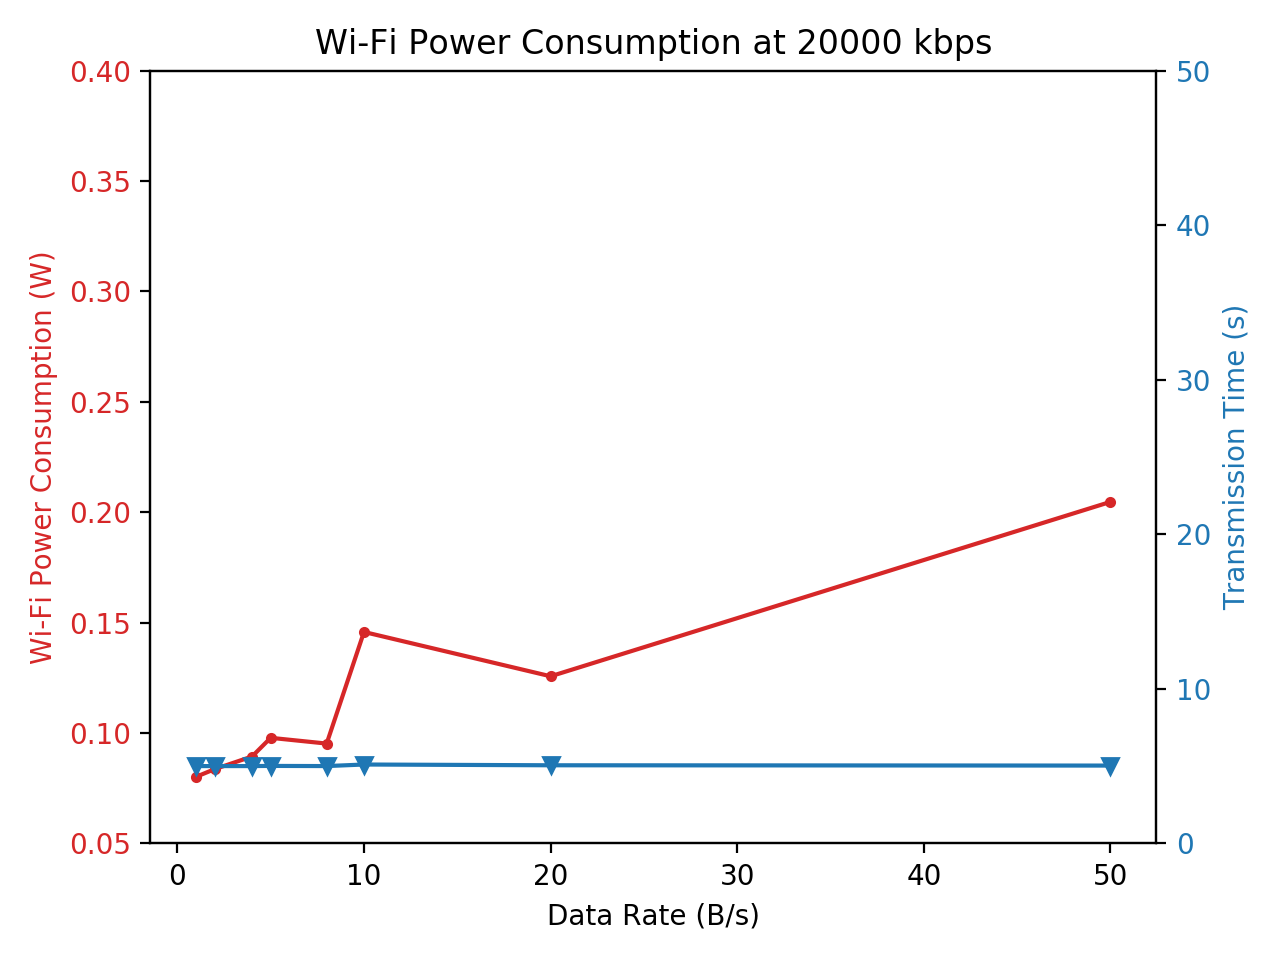 Wi-Fi Power Consumption at 20000 kbps
0.40
0.35
0.30
0.25
0.20
0.15
0.10
0.05
Wi-Fi Power Consumption (W)
50
40
30
20
10
0
Transmission Time (s)
0 10 20 30 40 50
Data Rate (B/s)